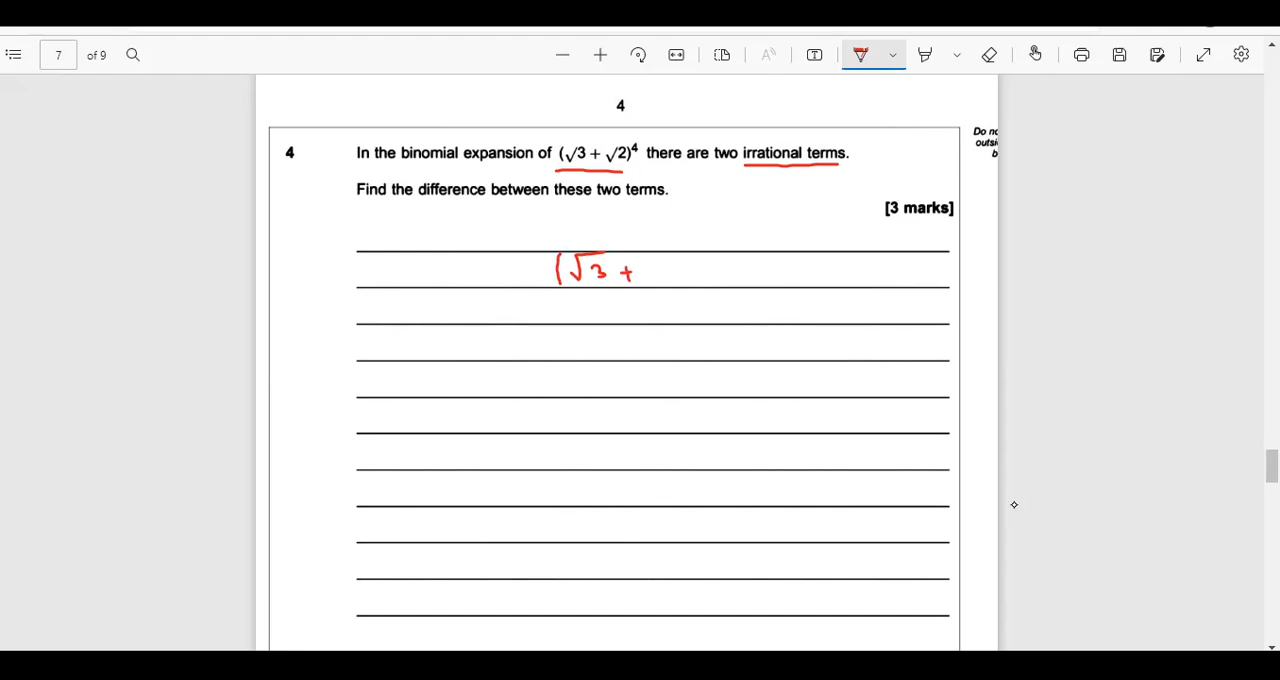 7 of 9
4
Do no
outsi
b
4 In the binomial expansion of (√3 + √2)⁴ there are two irrational terms.
Find the difference between these two terms.
[3 marks]
(√3 +